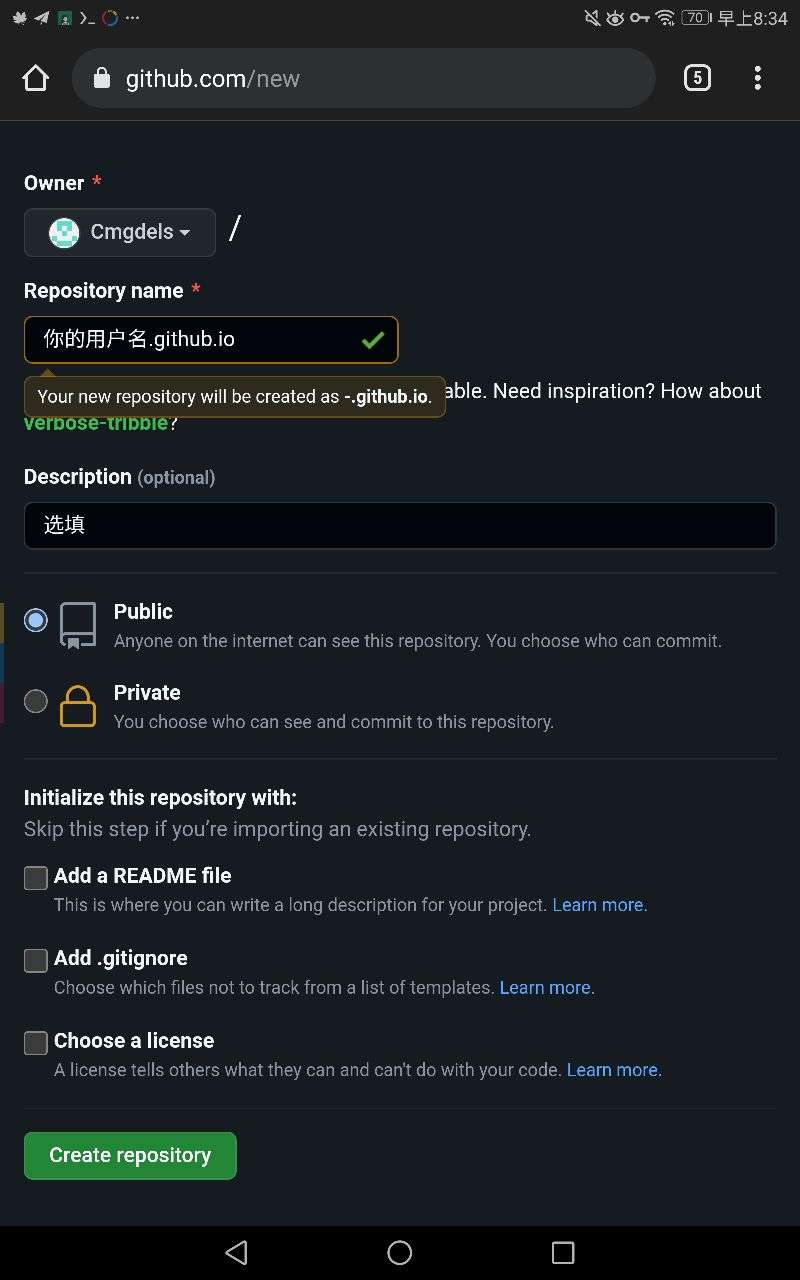 70 早上8:34
github.com/new
5
Owner *
Cmgdels /
Repository name *
你的用户名.github.io
Your new repository will be created as -.github.io.
able. Need inspiration? How about
verbose-tribble?
Description (optional)
选填
Public
Anyone on the internet can see this repository. You choose who can commit.
Private
You choose who can see and commit to this repository.
Initialize this repository with:
Skip this step if you’re importing an existing repository.
Add a README file
This is where you can write a long description for your project. Learn more.
Add .gitignore
Choose which files not to track from a list of templates. Learn more.
Choose a license
A license tells others what they can and can't do with your code. Learn more.
Create repository